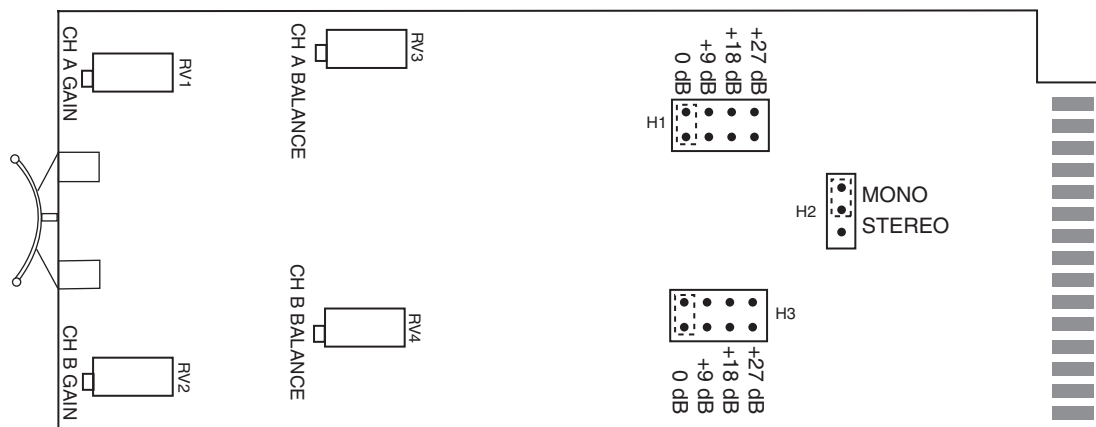 CH A GAIN
RV1
CH A BALANCE
RV3
0 dB
+9 dB
+18 dB
+27 dB
H1
H2
MONO
STEREO
CH B GAIN
RV2
CH B BALANCE
RV4
H3
0 dB
+9 dB
+18 dB
+27 dB